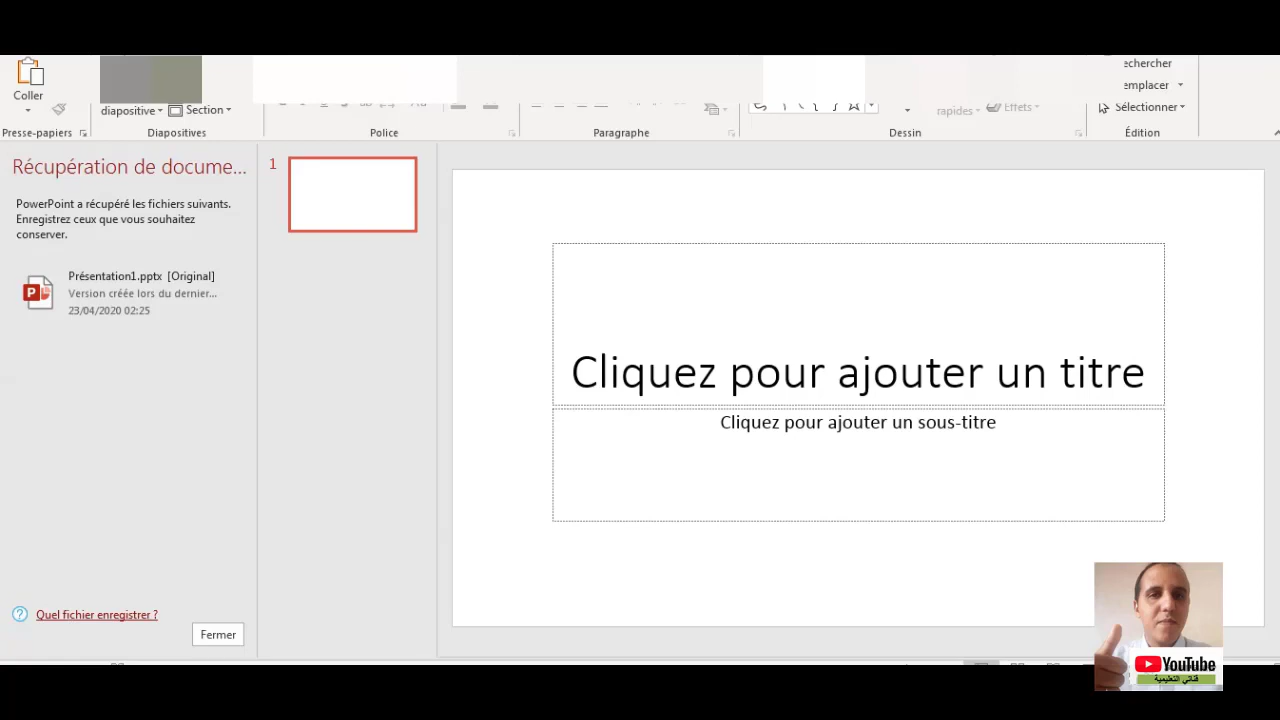 Coller
Presse-papiers
diapositive
Section
Diapositives
Police
Paragraphe
rapides
Effets
Dessin
echercher
emplacer
Sélectionner
Édition
Récupération de docume...
PowerPoint a récupéré les fichiers suivants.
Enregistrez ceux que vous souhaitez
conserver.
Présentation1.pptx [Original]
Version créée lors du dernier...
23/04/2020 02:25
Quel fichier enregistrer ?
Fermer
1
Cliquez pour ajouter un titre
Cliquez pour ajouter un sous-titre
YouTube
قناتي التعليمية